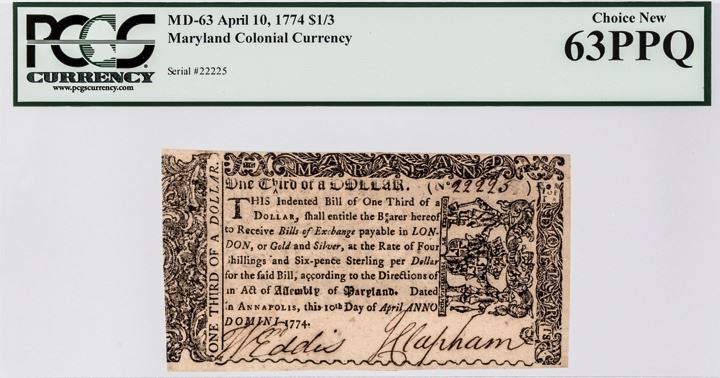 PCGS
CURRENCY
www.pcgscurrency.com
MD-63 April 10, 1774 $1/3
Maryland Colonial Currency
Serial #22225
Choice New
63PPQ
MARYLAND
One Third of a DOLLAR. (No 22225)
THIS Indented Bill of One Third of a
DOLLAR, shall entitle the Bearer hereof
to Receive Bills of Exchange payable in LON-
DON, or Gold and Silver, at the Rate of Four
Shillings and Six-pence Sterling per Dollar
for the said Bill, according to the Directions of
an Act of Assembly of Maryland. Dated
in ANNAPOLIS, this 10th Day of April ANNO
DOMINI 1774.
W Eddis J Clapham
ONE THIRD OF A DOLLAR.